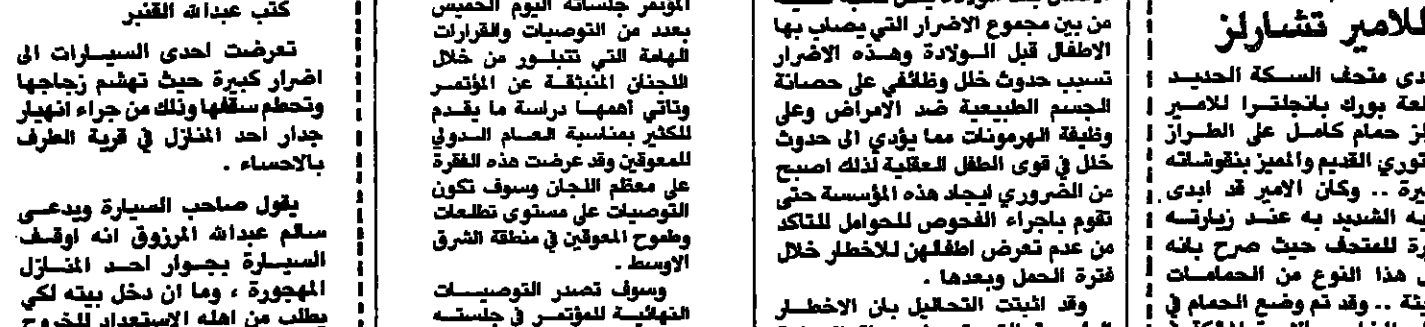 للامير تشارلز
دى متحف السكة الحديد
بورك بانجلترا للامير
حمام كامل على الطراز
توري القديم والمميز بنقوشاته
يرة .. وكان الامير قد ابدى
به الشديد به عند زيارته
للمتحف حيث صرح بانه
هذا النوع من الحمامات
وقد تم وضع الحمام في
من بين مجموع الاضرار التي يصاب بها
الاطفال قبل الولادة وهذه الاضرار
تسبب حدوث خلل وظائفي على حصانة
الجسم الطبيعية ضد الامراض وعلى
وظيفة الهرمونات مما يؤدي الى حدوث
خلل في قوى الطفل العقلية لذلك اصبح
من الضروري ايجاد هذه المؤسسة حتى
تقوم باجراء الفحوص للحوامل للتاكد
من عدم تعرض اطفالهن للاخطار خلال
فترة الحمل وبعدها .
وقد اثبتت التحاليل بان الاخطار
المؤتمر جلساته اليوم الخميس
بعدد من التوصيات والقرارات
الهامة التي تتبلور من خلال
اللجنان المنبثقة عن المؤتمر
وتاتي اهمها دراسة ما يقدم
للكثير بمناسبة العام الدولي
للمعوقين وقد عرضت هذه الفقرة
على معظم اللجان وسوف تكون
التوصيات على مستوى تطلعات
وطموح المعوقين في منطقة الشرق
الاوسط .
وسوف تصدر التوصيات
النهائية للمؤتمر في جلسته
كتب عبدالله القنبر
تعرضت احدى السيارات الى
اضرار كبيرة حيث تهشم زجاجها
وتحطم سقفها وذلك من جراء انهيار
جدار احد المنازل في قرية الطرف
بالاحساء .
يقول صاحب السيارة ويدعى
سالم عبدالله المرزوق انه اوقف
السيارة بجوار احد المنازل
المهجورة ، وما ان دخل بيته لكي
يطلب من اهله الاستعداد للخروج